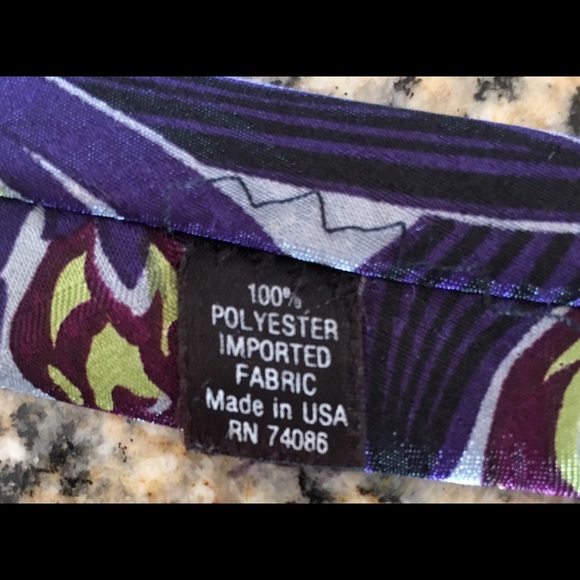 100%
POLYESTER
IMPORTED
FABRIC
Made in USA
RN 74086